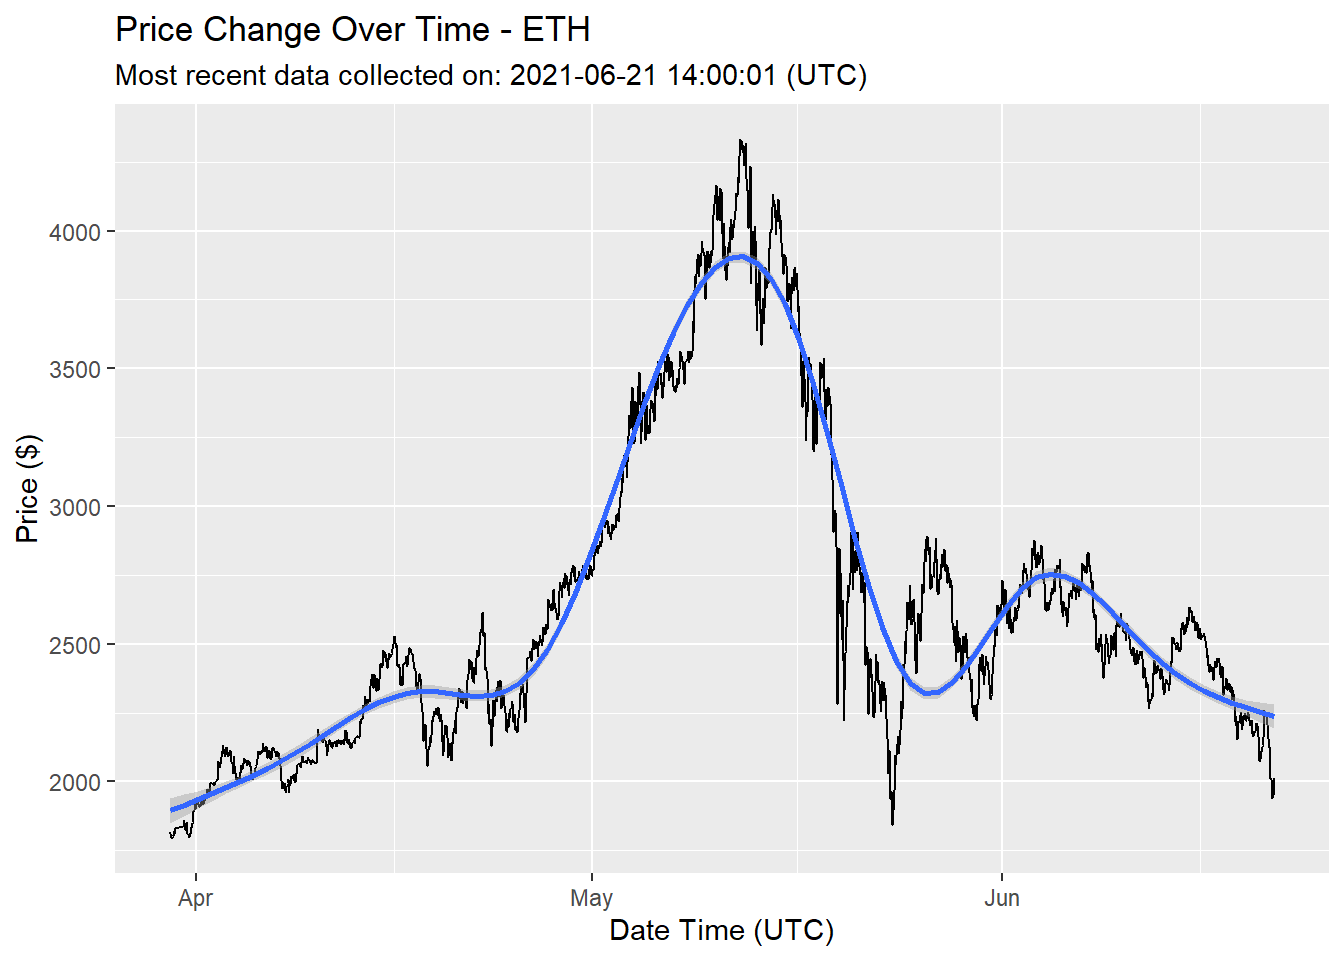 Price Change Over Time - ETH
Most recent data collected on: 2021-06-21 14:00:01 (UTC)
Price ($)
4000
3500
3000
2500
2000
Apr
May
Jun
Date Time (UTC)